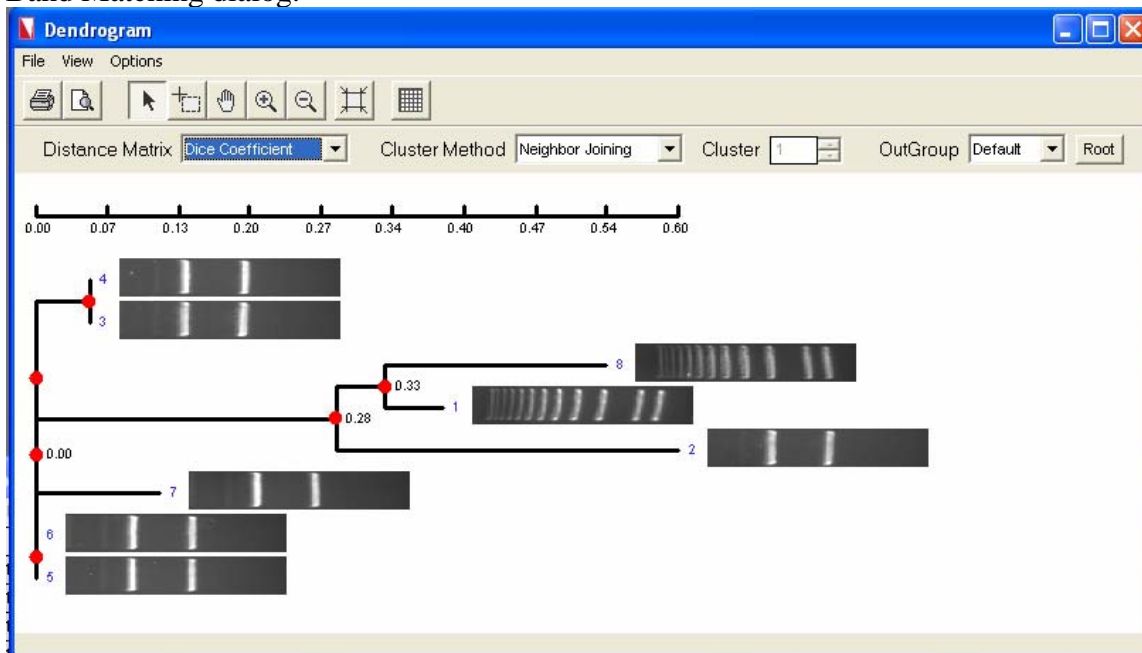 Band Matching dialog.
Dendrogram
File View Options
Distance Matrix Dice Coefficient Cluster Method Neighbor Joining Cluster 1 OutGroup Default Root
0.00 0.07 0.13 0.20 0.27 0.34 0.40 0.47 0.54 0.60
4
3
8
0.33
1
0.28
2
0.00
7
6
5